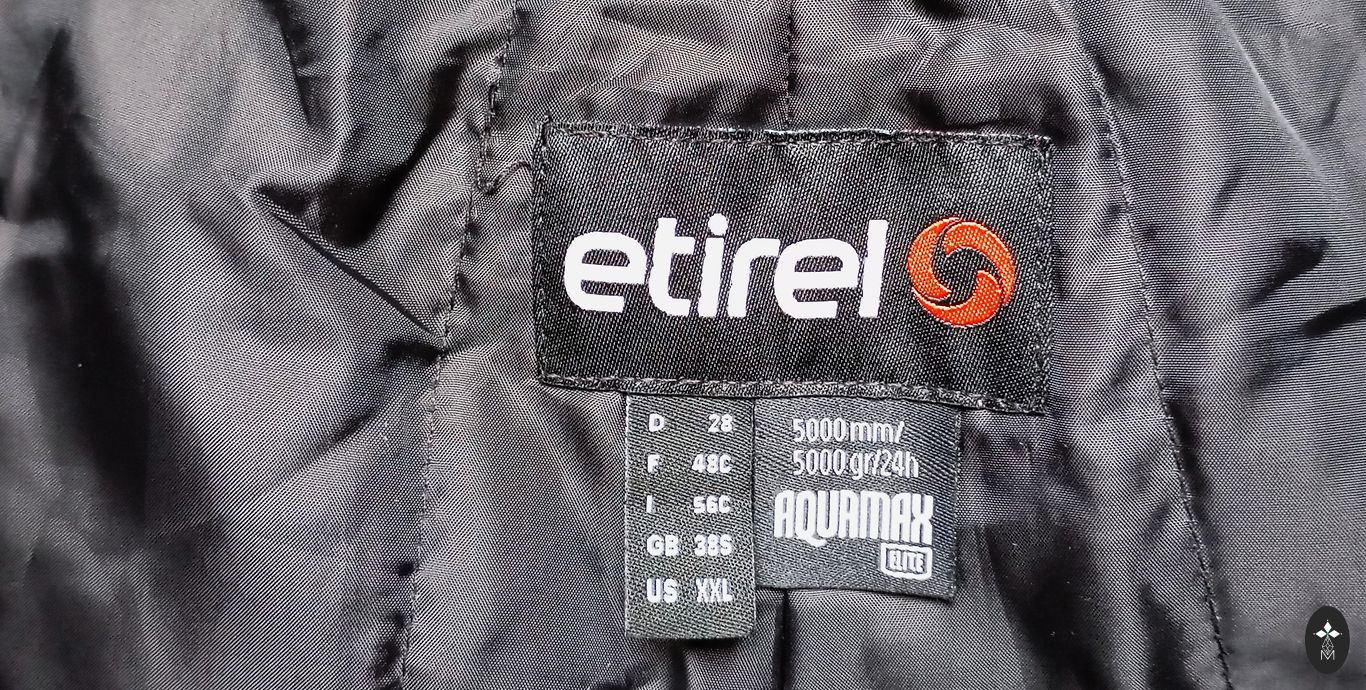 etirel
D 28
F 48C
I 56C
GB 38S
US XXL
5000mm/
5000gr/24h
AQUAMAX
ELITE
M